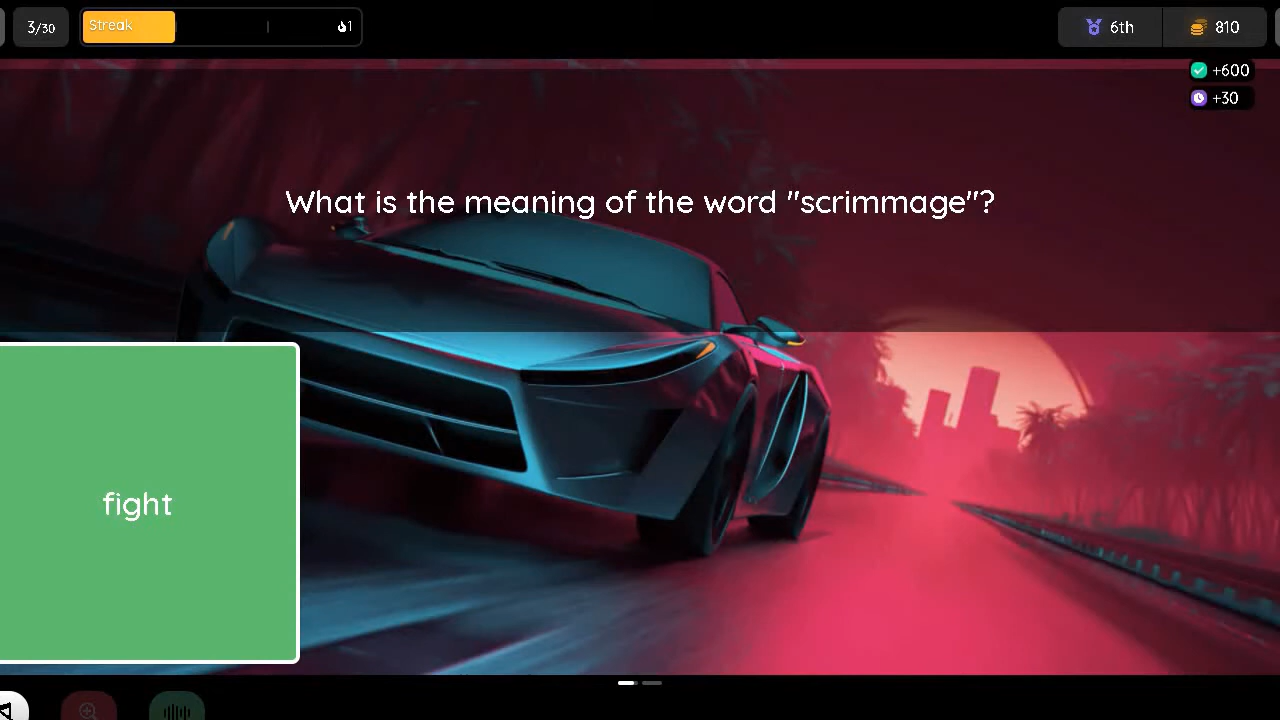 3/30
Streak
1
6th
810
+600
+30
What is the meaning of the word "scrimmage"?
fight